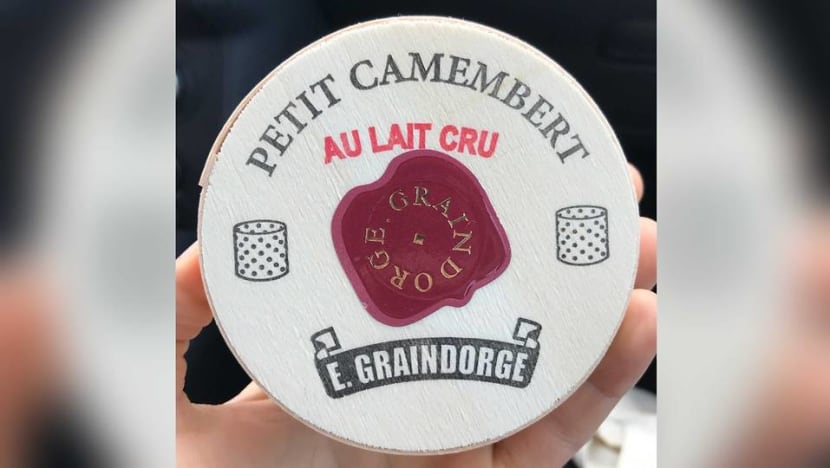 PETIT CAMEMBERT
AU LAIT CRU
E. GRAINDORGE
E. GRAINDORGE